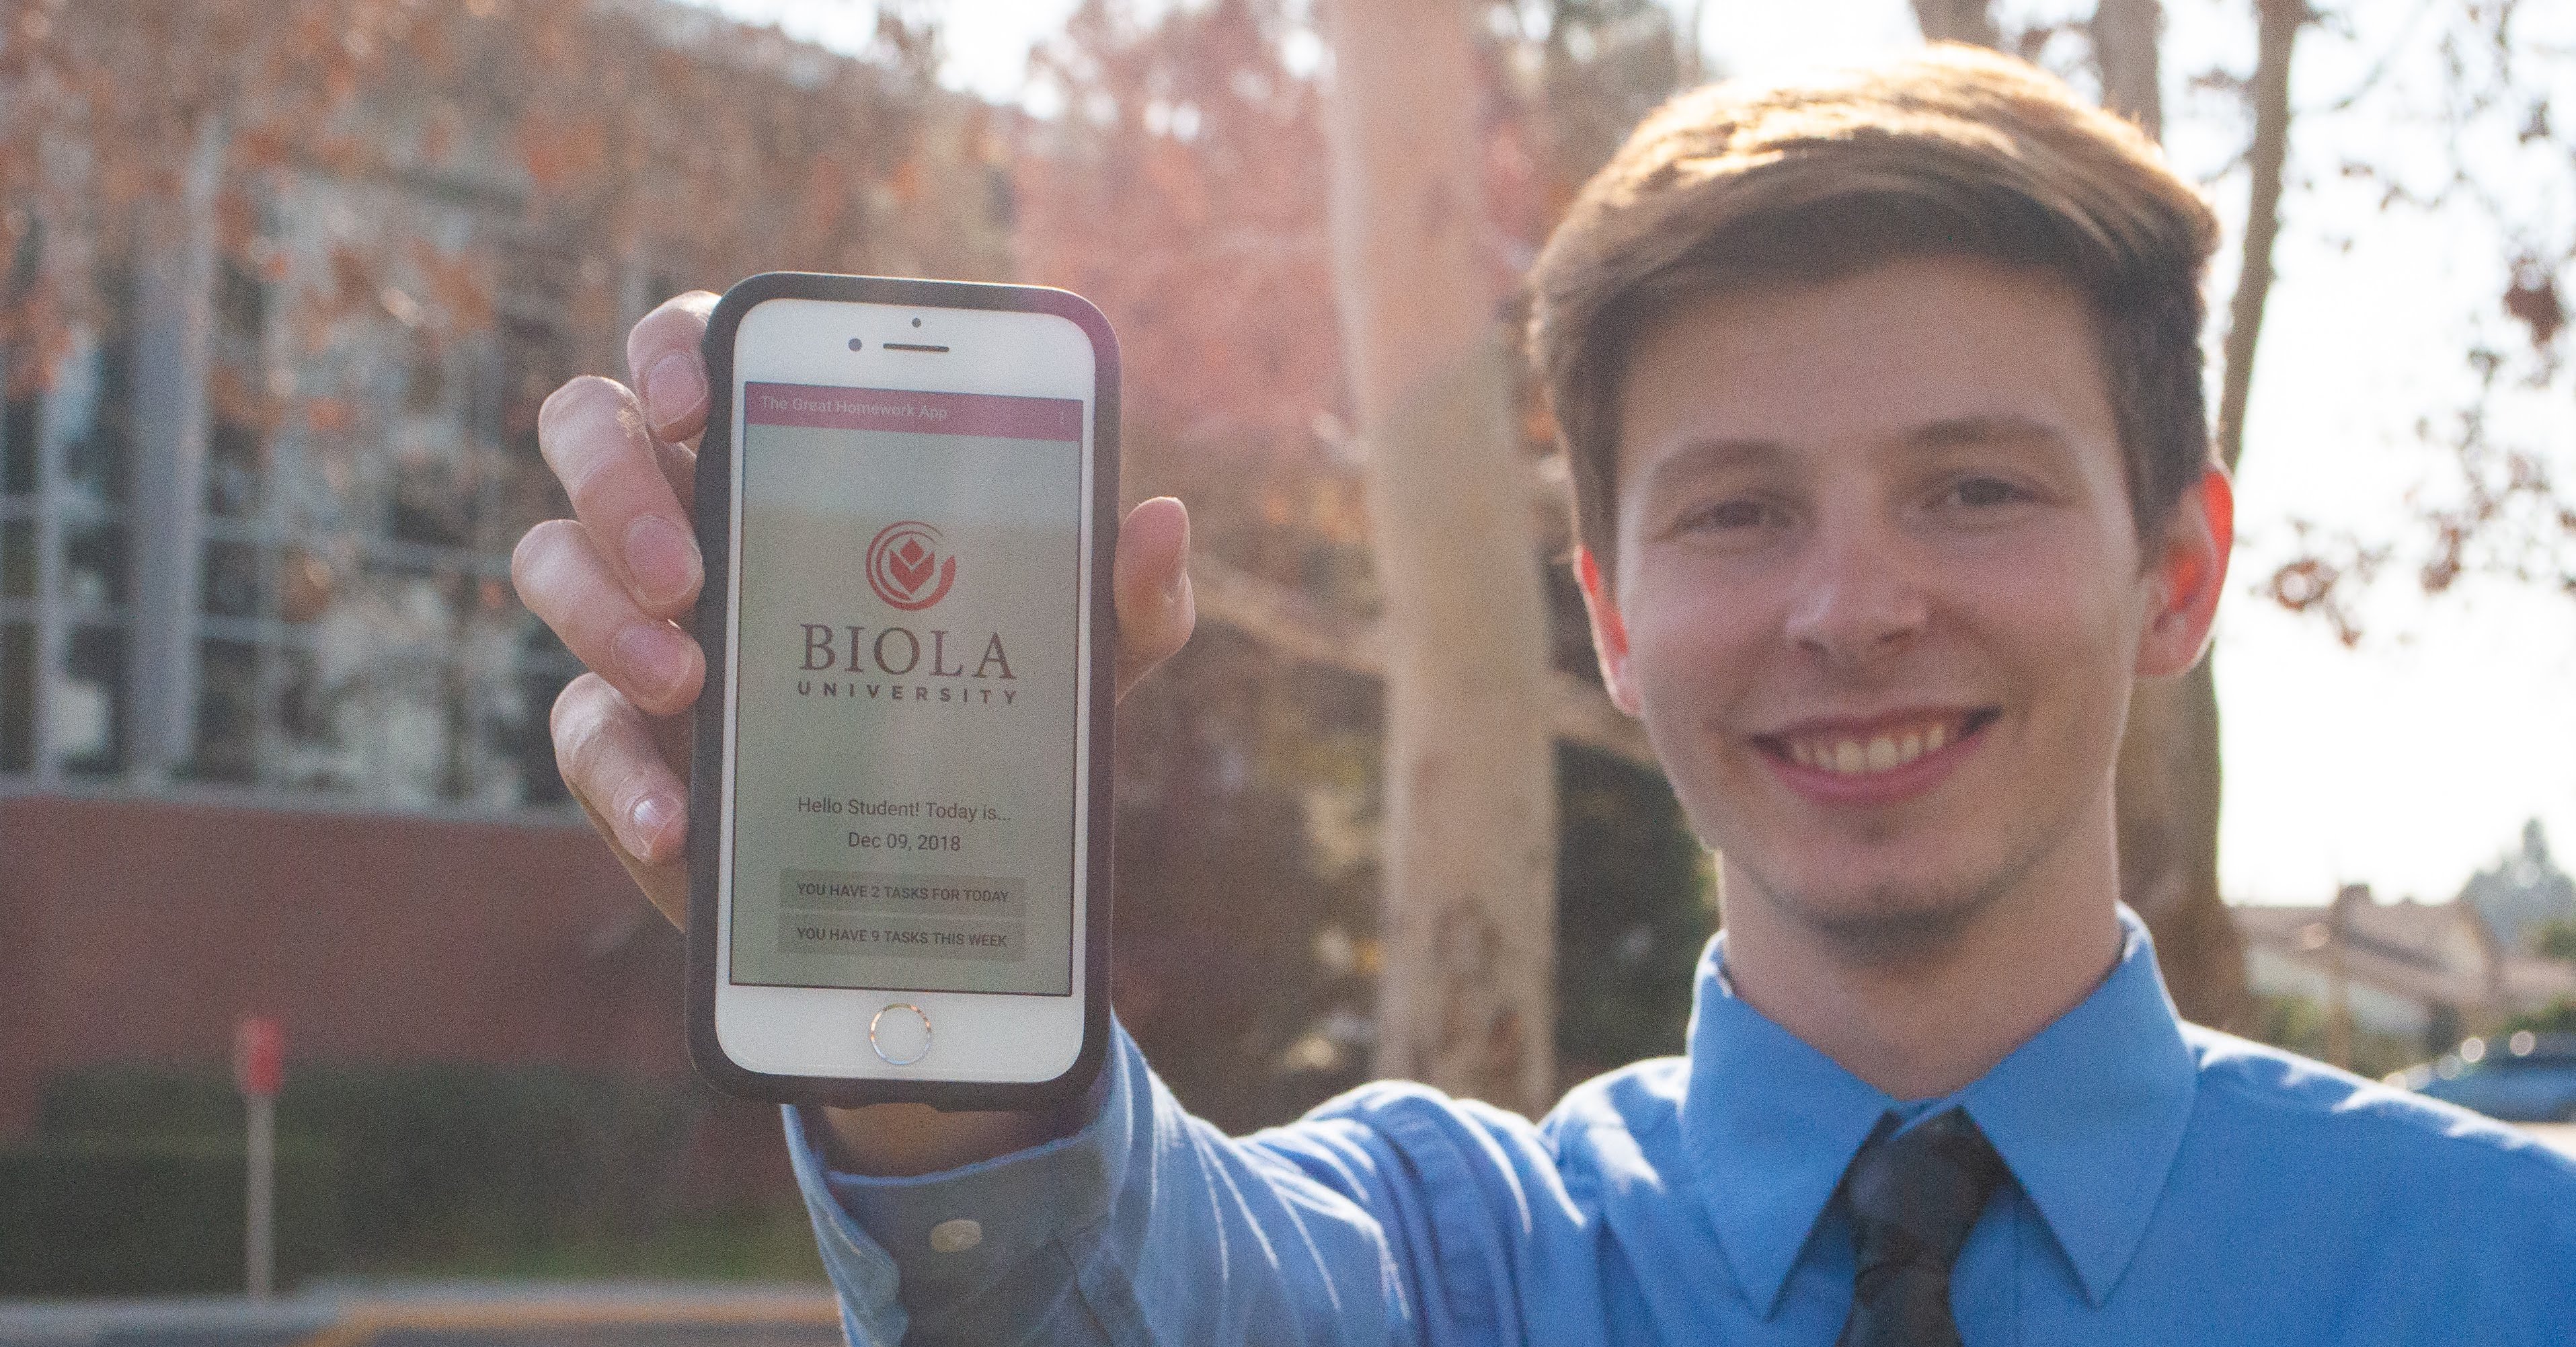 The Great Homework App
BIOLA
UNIVERSITY
Hello Student! Today is...
Dec 09, 2018
YOU HAVE 2 TASKS FOR TODAY
YOU HAVE 9 TASKS THIS WEEK